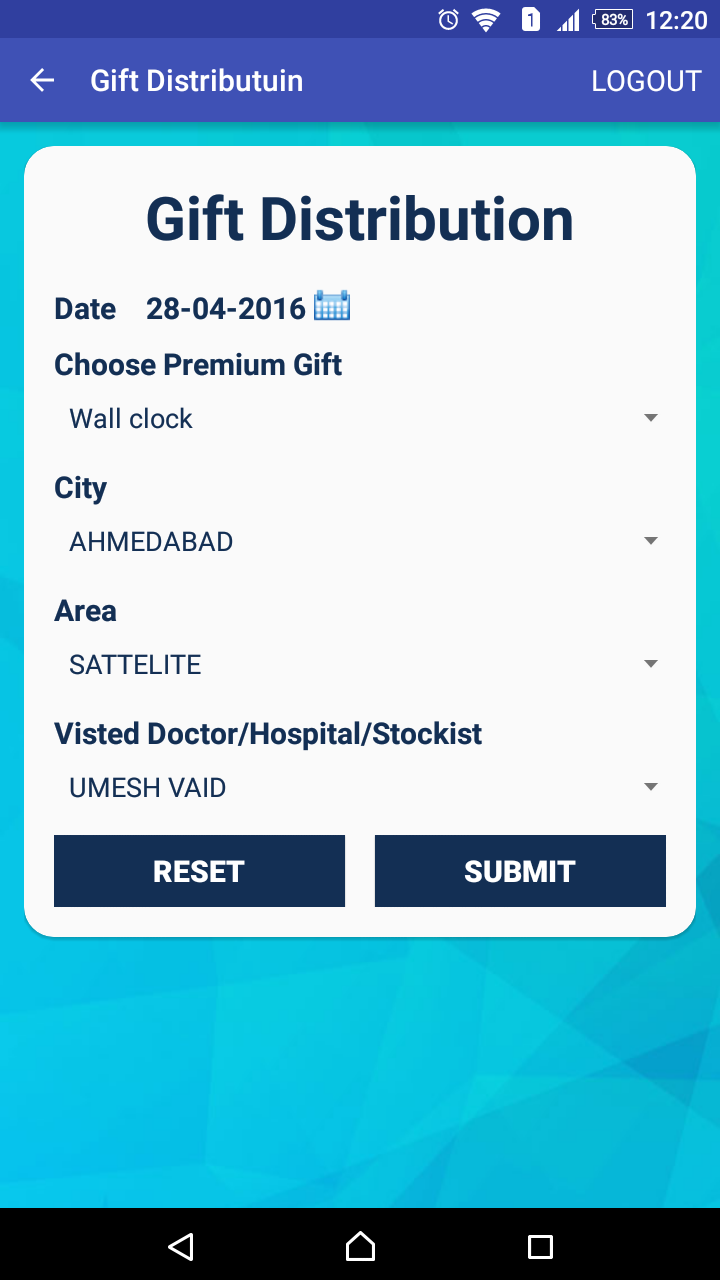 1 83% 12:20
Gift Distributuin LOGOUT
Gift Distribution
Date 28-04-2016
Choose Premium Gift
Wall clock
City
AHMEDABAD
Area
SATTELITE
Visted Doctor/Hospital/Stockist
UMESH VAID
RESET SUBMIT